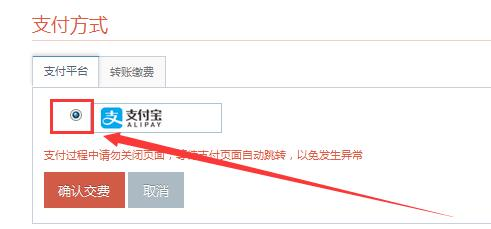 支付方式
支付平台 转账缴费
支付宝
ALIPAY
支付过程中请勿关闭页面，等待支付页面自动跳转，以免发生异常
确认交费 取消